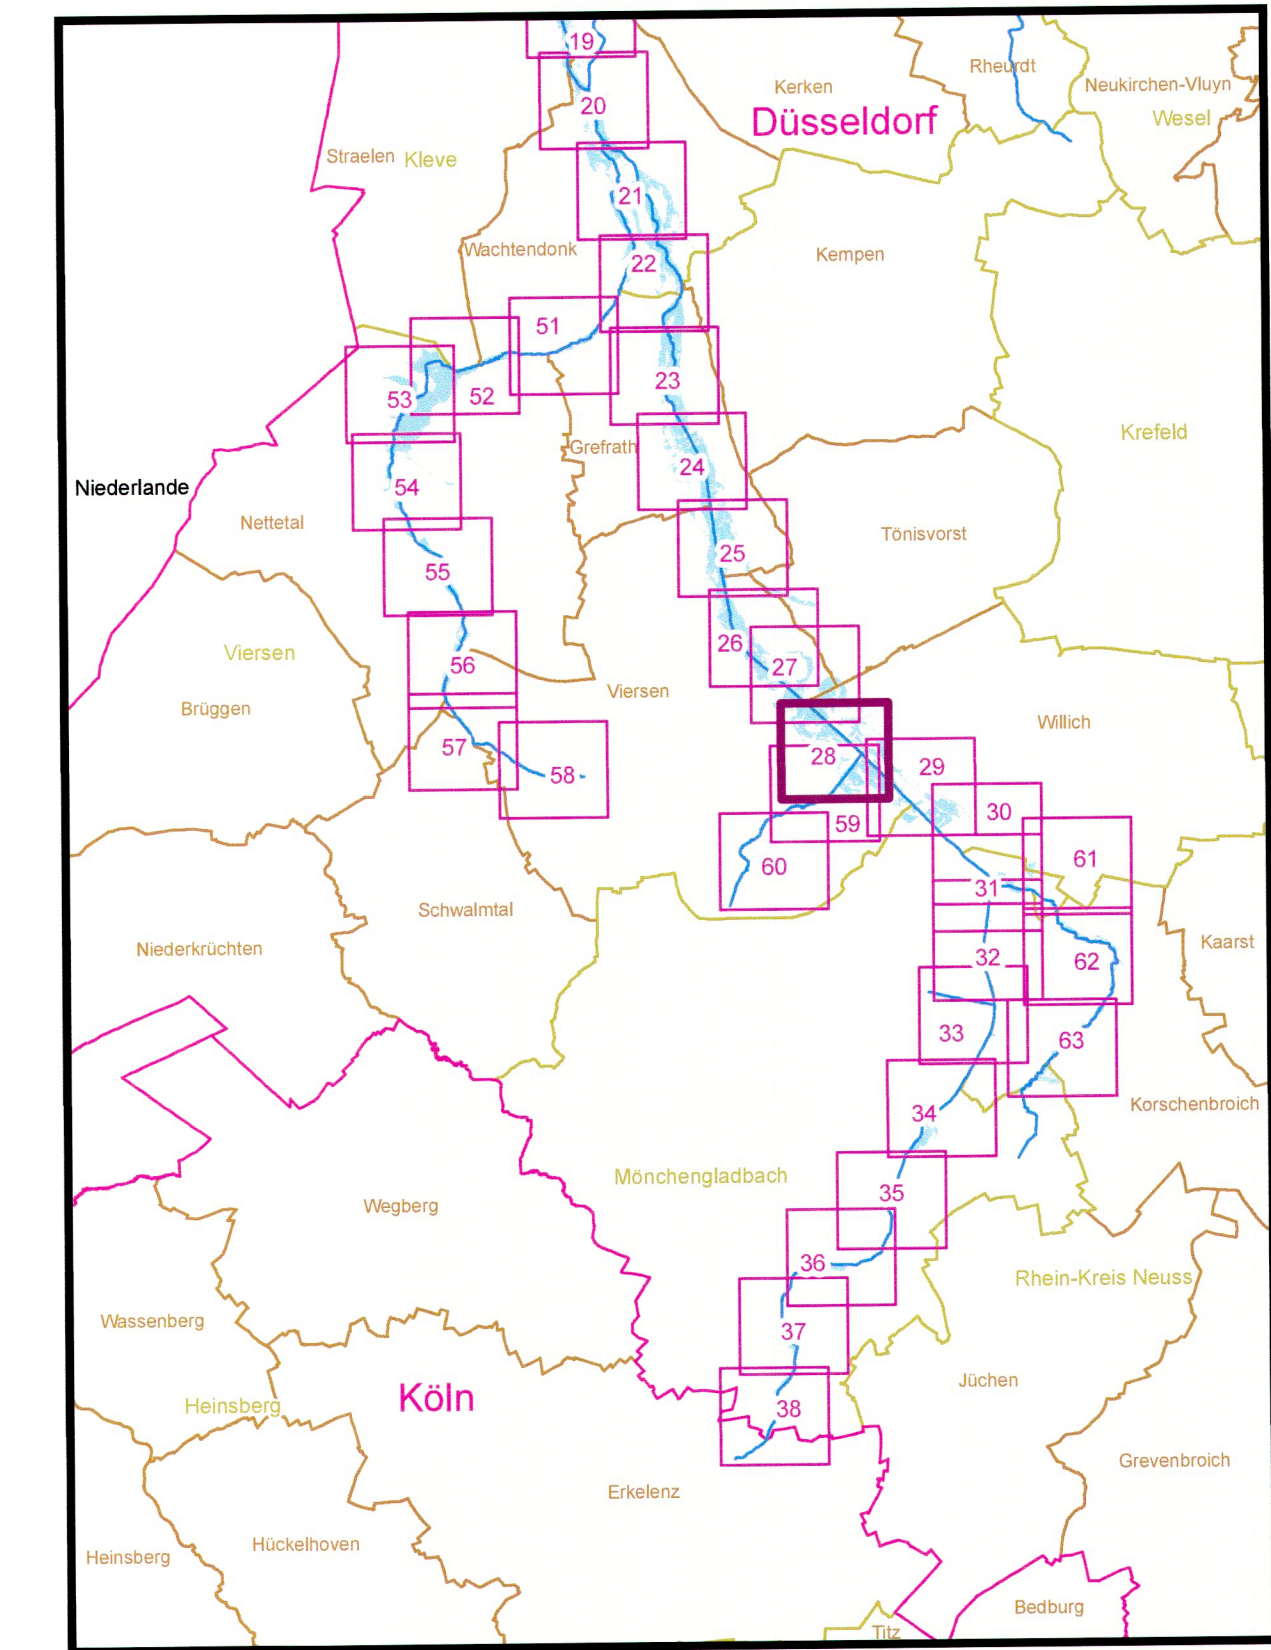 19
Rheurdt
Kerken
Neukirchen-Vluyn
20
Düsseldorf
Wesel
Straelen
Kleve
21
Wachtendonk
Kempen
22
51
23
53
52
Krefeld
Grefrath
24
Niederlande
54
Nettetal
Tönisvorst
25
55
26
Viersen
56
27
Viersen
Brüggen
Willich
57
28
29
58
30
59
61
60
31
Schwalmtal
Niederkrüchten
Kaarst
32
62
33
63
Korschenbroich
34
Mönchengladbach
35
Wegberg
36
Rhein-Kreis Neuss
Wassenberg
37
Jüchen
Köln
Heinsberg
38
Grevenbroich
Erkelenz
Hückelhoven
Heinsberg
Bedburg
Titz